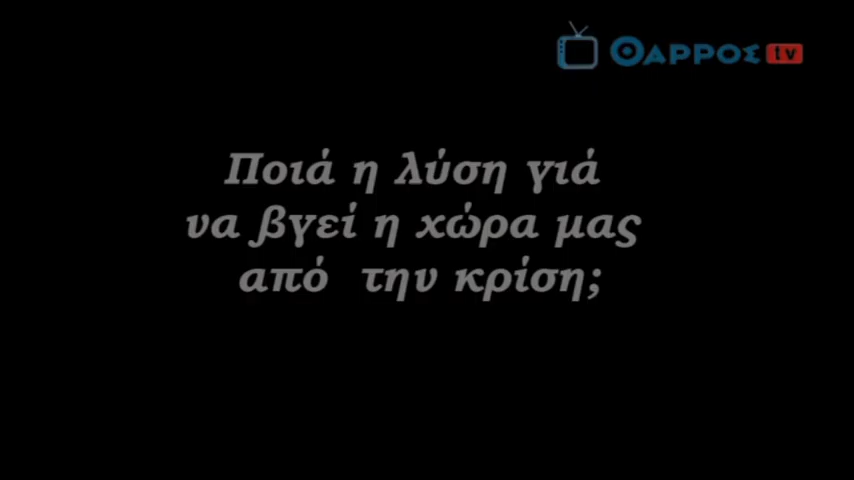 ΘΑΡΡΟΣ tv
Ποιά η λύση γιά
να βγεί η χώρα μας
από την κρίση;